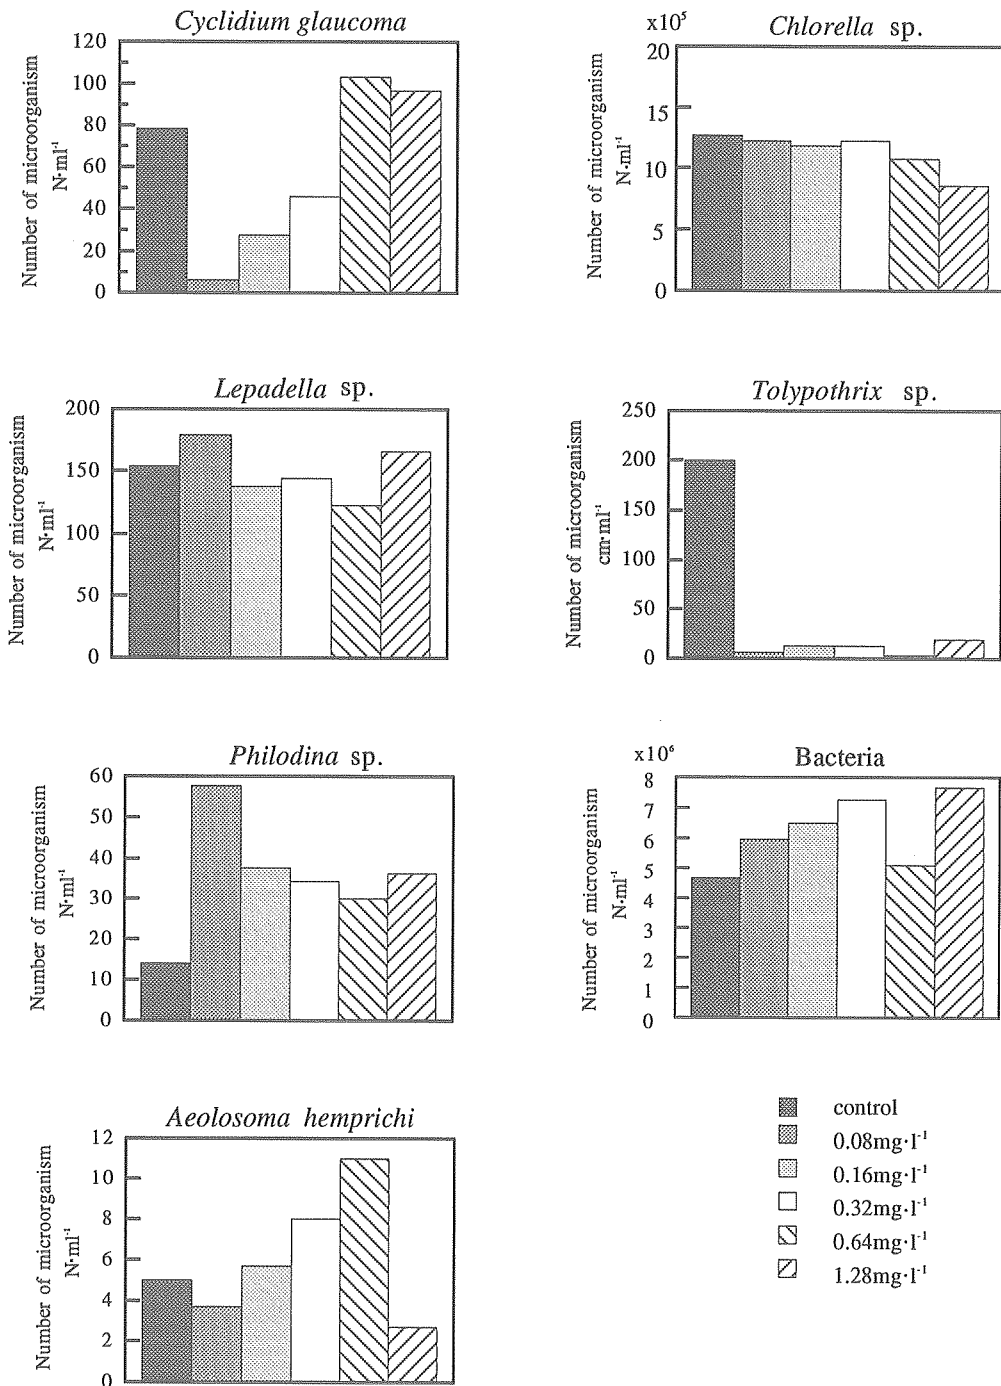 Cyclidium glaucoma
Number of microorganism
N·ml⁻¹
120
100
80
60
40
20
0
Chlorella sp.
x10⁵
Number of microorganism
N·ml⁻¹
20
15
10
5
0
Lepadella sp.
Number of microorganism
N·ml⁻¹
200
150
100
50
0
Tolypothrix sp.
Number of microorganism
cm·ml⁻¹
250
200
150
100
50
0
Philodina sp.
Number of microorganism
N·ml⁻¹
60
50
40
30
20
10
0
Bacteria
x10⁶
Number of microorganism
N·ml⁻¹
8
7
6
5
4
3
2
1
0
Aeolosoma hemprichi
Number of microorganism
N·ml⁻¹
12
10
8
6
4
2
0
control
0.08mg·l⁻¹
0.16mg·l⁻¹
0.32mg·l⁻¹
0.64mg·l⁻¹
1.28mg·l⁻¹